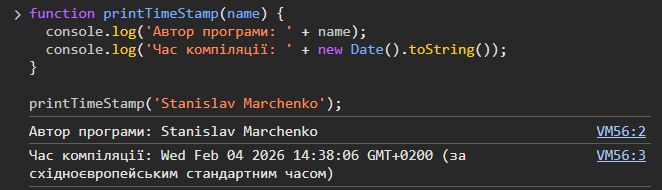 function printTimeStamp(name) {
  console.log('Автор програми: ' + name);
  console.log('Час компіляції: ' + new Date().toString());
}
printTimeStamp('Stanislav Marchenko');
Автор програми: Stanislav Marchenko VM56:2
Час компіляції: Wed Feb 04 2026 14:38:06 GMT+0200 (за VM56:3
східноєвропейським стандартним часом)